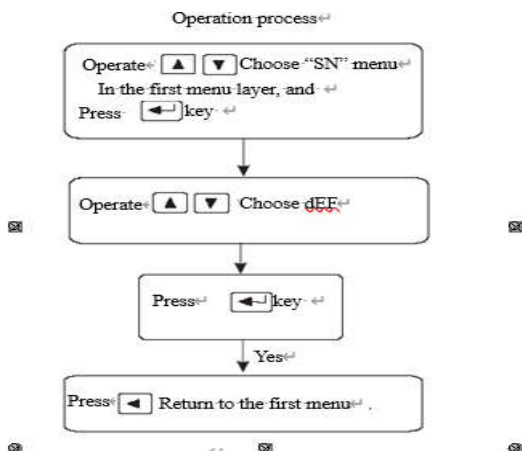 Operation process
Operate ▲ ▼ Choose “SN” menu
In the first menu layer, and
Press ↵ key
Operate ▲ ▼ Choose dEF
Press ↵ key
Yes
Press ◄ Return to the first menu .